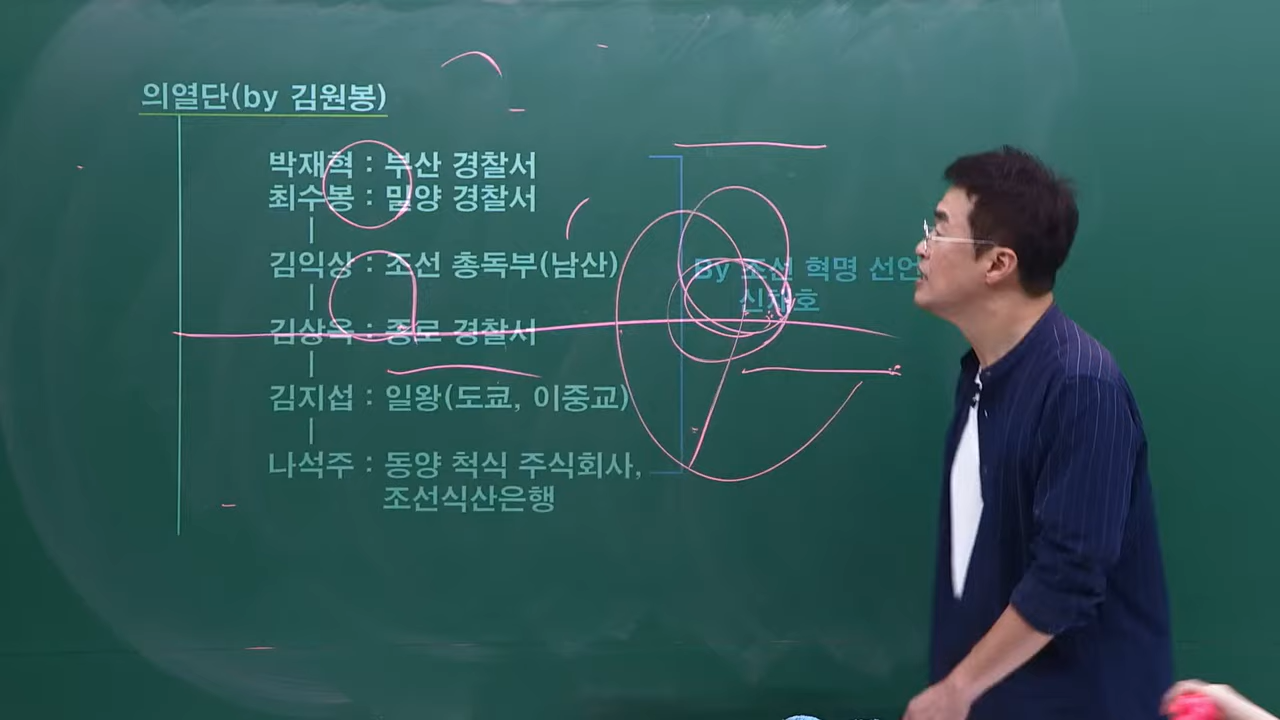 의열단(by 김원봉)
박재혁 : 부산 경찰서
최수봉 : 밀양 경찰서
김익상 : 조선 총독부(남산)
By 조선 혁명 선언
신채호
김상옥 : 종로 경찰서
김지섭 : 일왕(도쿄, 이중교)
나석주 : 동양 척식 주식회사,
조선식산은행